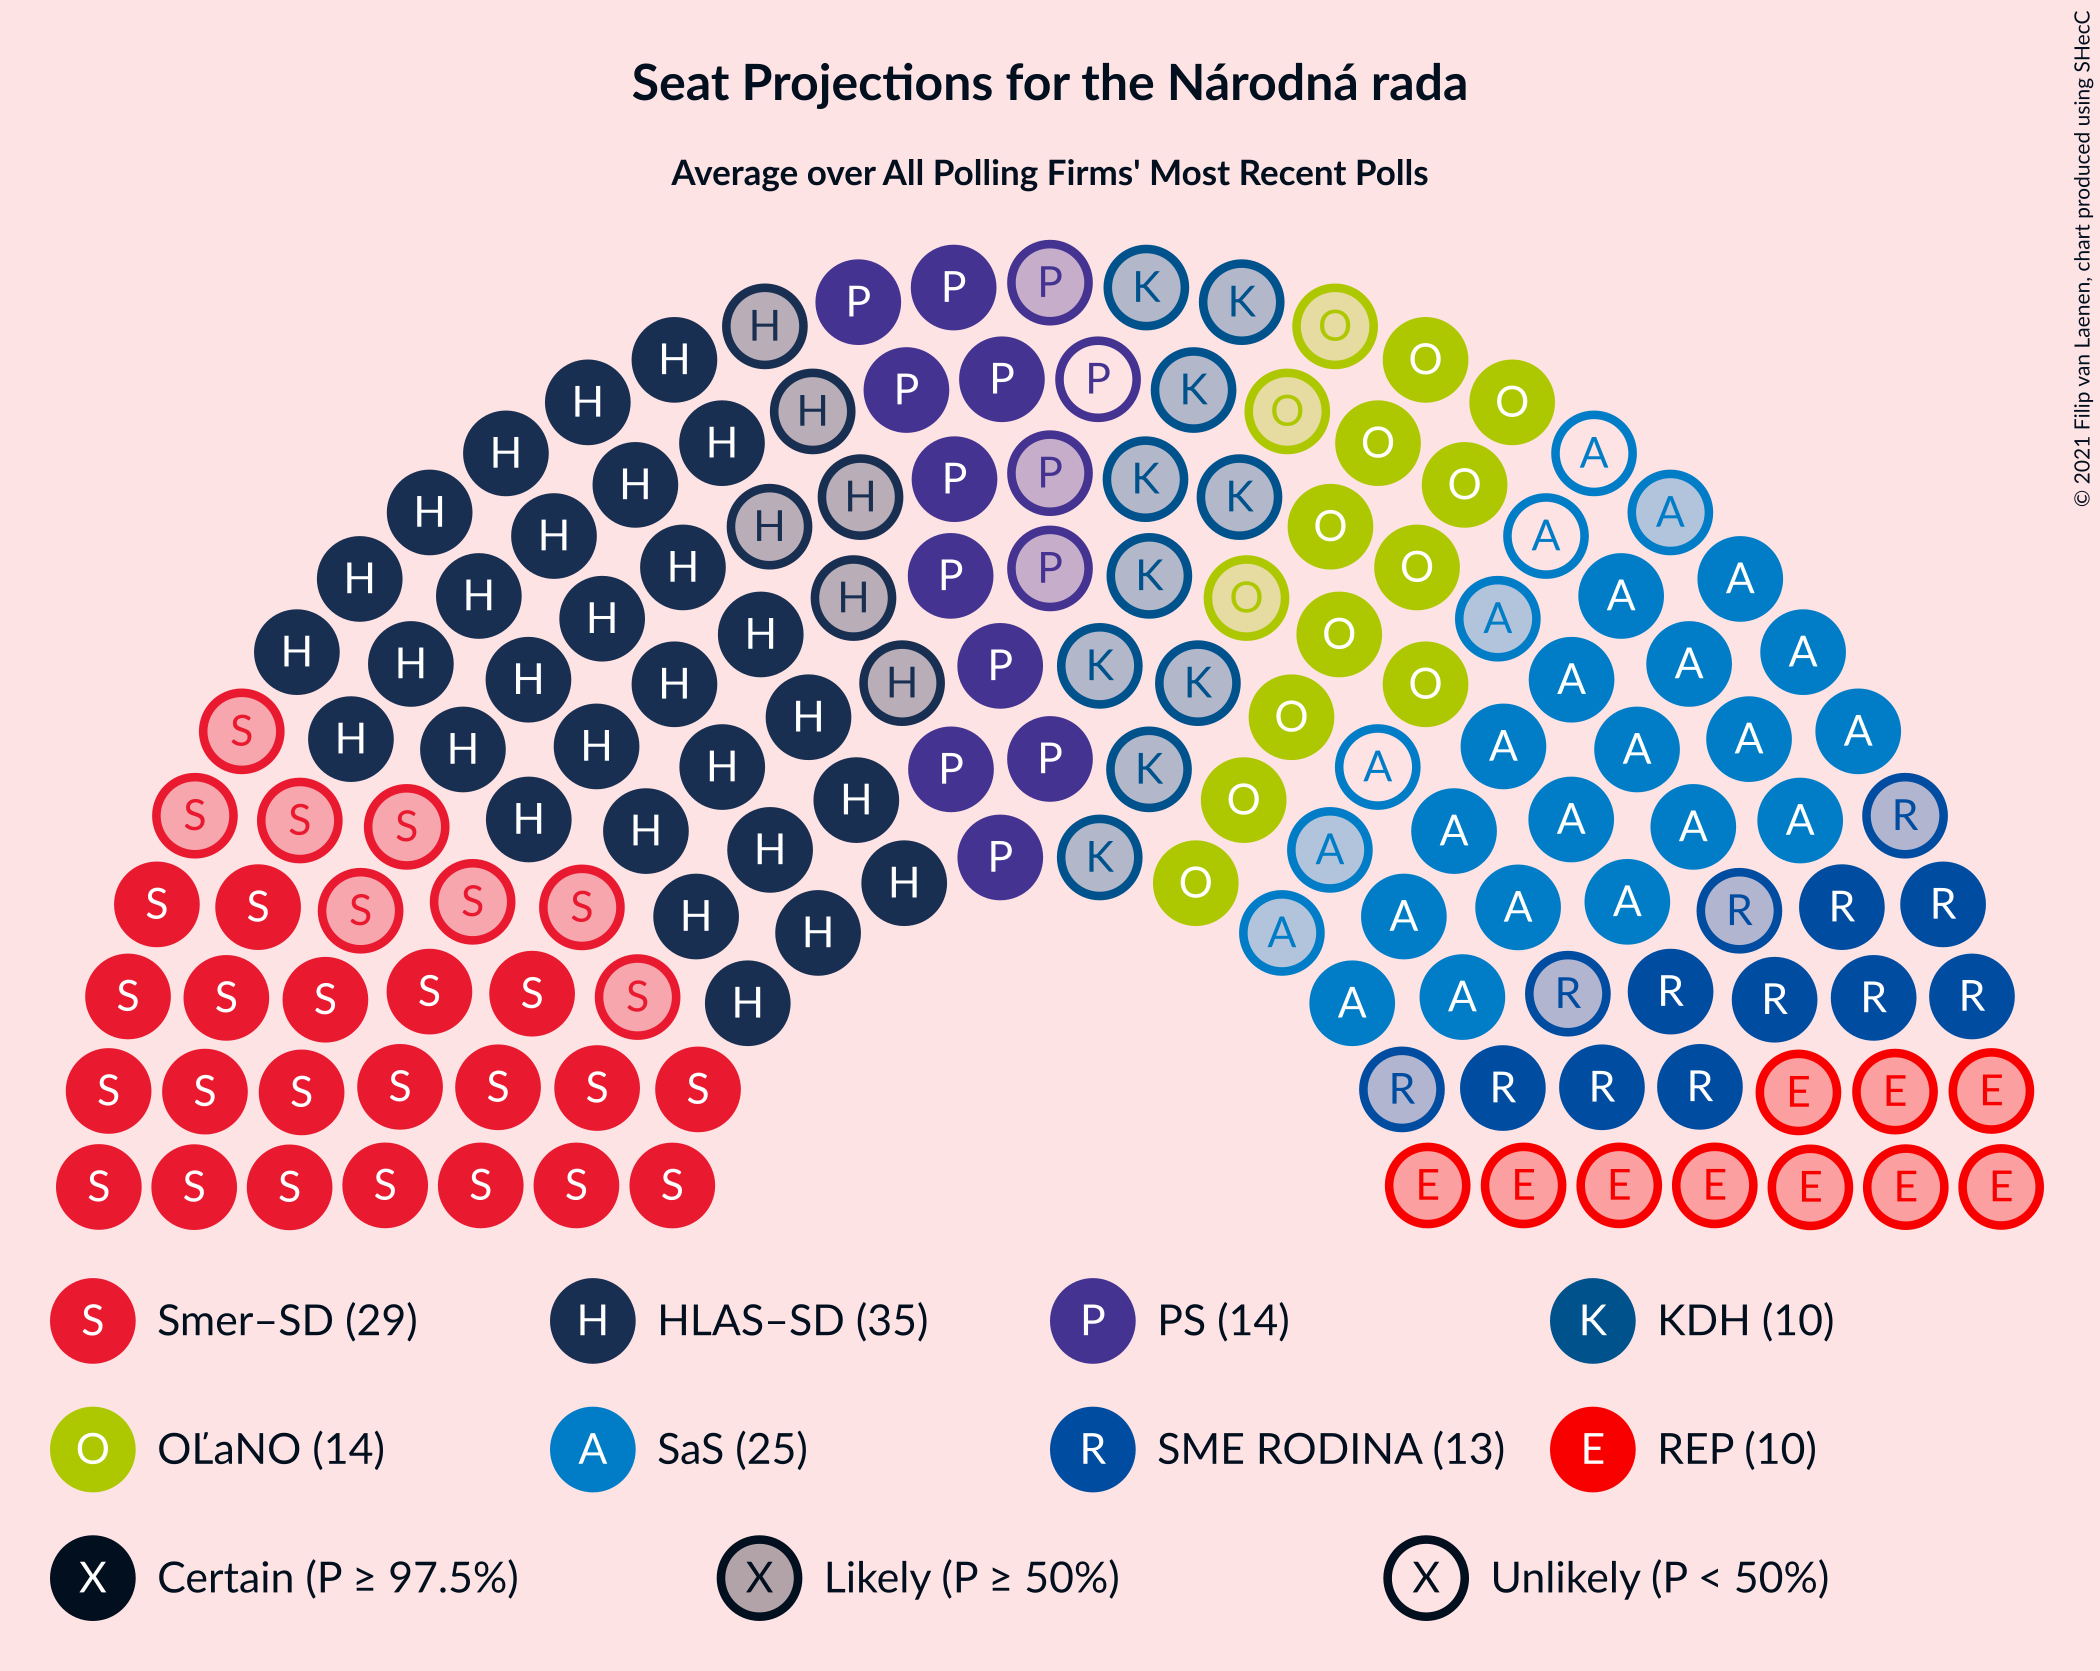 Seat Projections for the Národná rada
Average over All Polling Firms' Most Recent Polls
© 2021 Filip van Laenen, chart produced using SHecC
H P P P K K O
H O
H P P P K O O
H H O A
H H P P K K O O A
H H H O A
H H P P K O O A A
H H H O A A
H H H P K K O A A
S H H H O A A
H H H P P K A A A
S S S H H H O A A A R
H H P K A A
S S S S S H H H O A A A A R R R
S S S S S S H A A R R R R R
S S S S S S S R R R R E E E
S S S S S S S E E E E E E E
S Smer–SD (29) H HLAS–SD (35) P PS (14) K KDH (10)
O OĽaNO (14) A SaS (25) R SME RODINA (13) E REP (10)
X Certain (P ≥ 97.5%) X Likely (P ≥ 50%) X Unlikely (P < 50%)